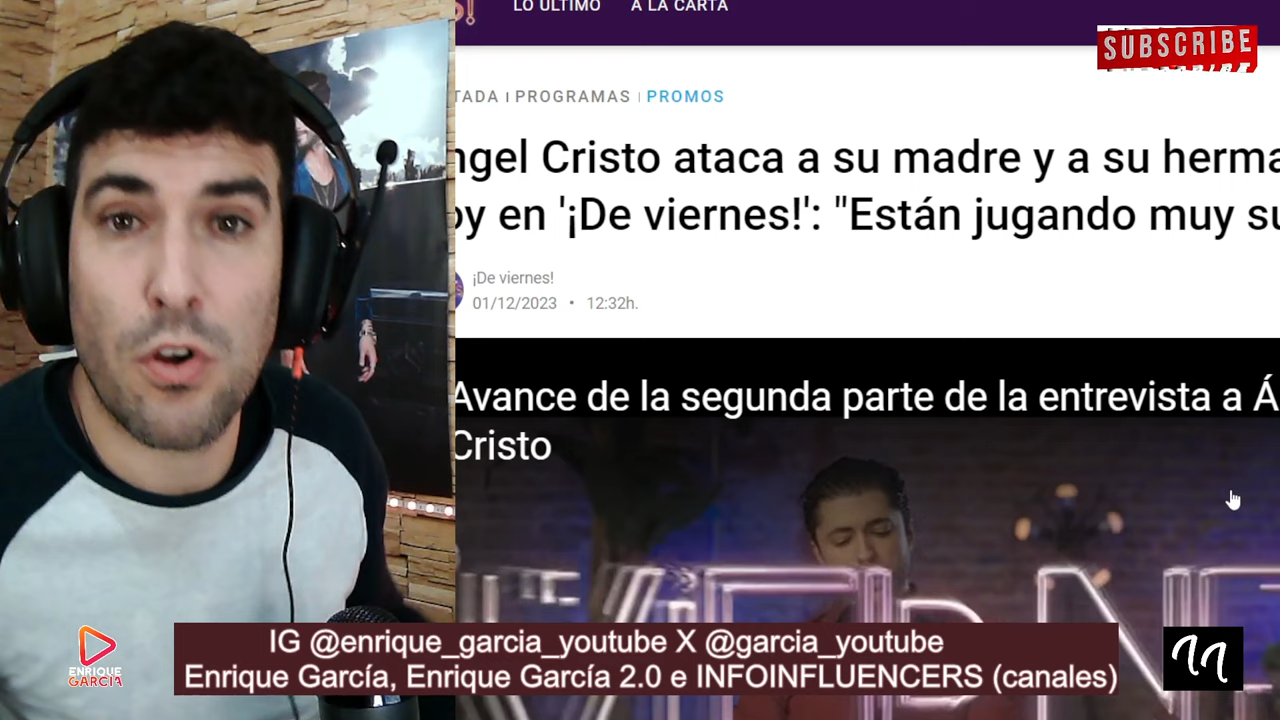 LO ÚLTIMO A LA CARTA
SUBSCRIBE
TADA | PROGRAMAS | PROMOS
ngel Cristo ataca a su madre y a su herma
oy en '¡De viernes!': "Están jugando muy su
¡De viernes!
01/12/2023 • 12:32h.
Avance de la segunda parte de la entrevista a Á
Cristo
IG @enrique_garcia_youtube X @garcia_youtube
Enrique García, Enrique García 2.0 e INFOINFLUENCERS (canales)
ENRIQUE
GARCÍA